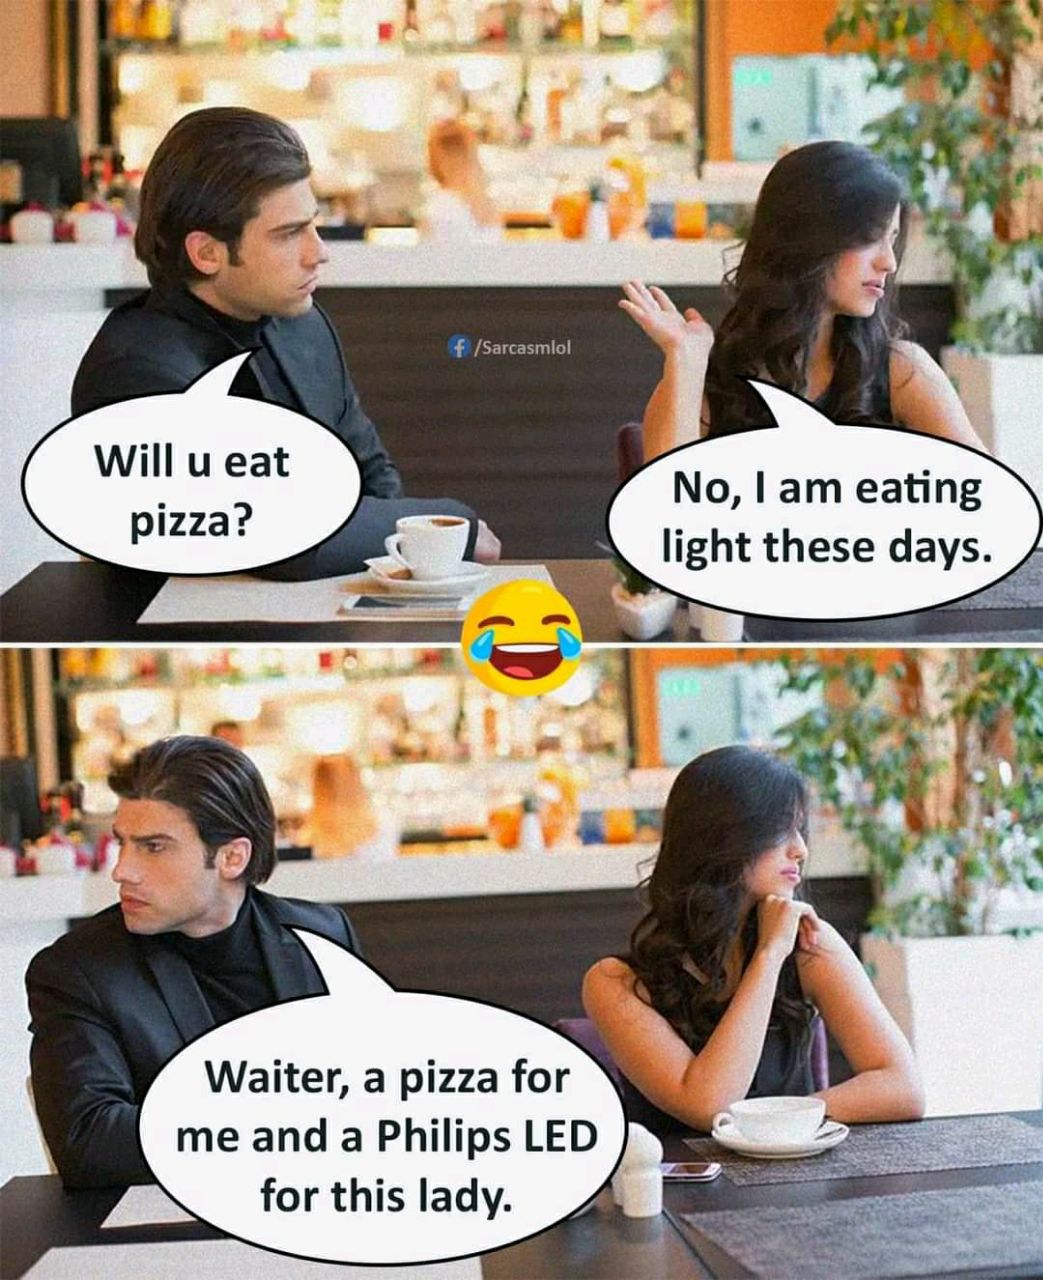 /Sarcasmlol
Will u eat
pizza?
No, I am eating
light these days.
Waiter, a pizza for
me and a Philips LED
for this lady.